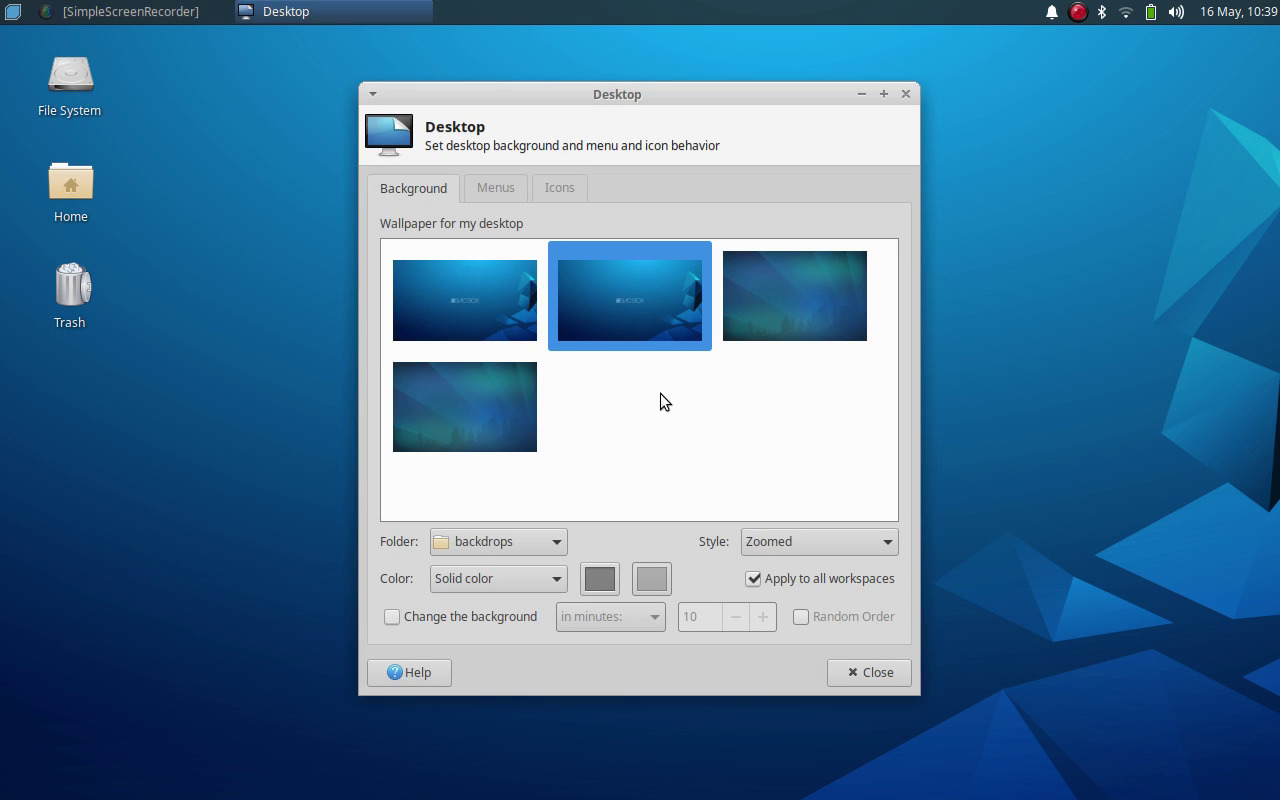 [SimpleScreenRecorder]
Desktop
16 May, 10:39
File System
Home
Trash
Desktop
Desktop
Set desktop background and menu and icon behavior
Background Menus Icons
Wallpaper for my desktop
Folder: backdrops Style: Zoomed
Color: Solid color Apply to all workspaces
Change the background in minutes: 10 Random Order
Help Close